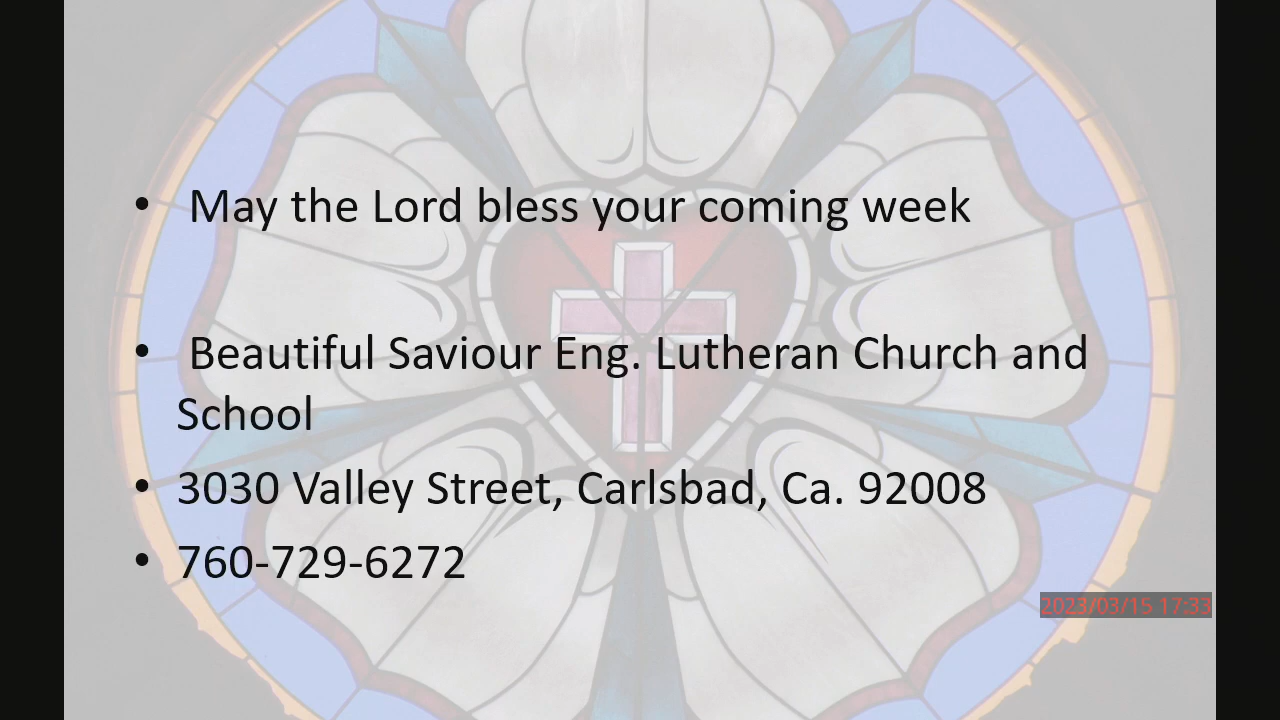 • May the Lord bless your coming week
• Beautiful Saviour Eng. Lutheran Church and
School
• 3030 Valley Street, Carlsbad, Ca. 92008
• 760-729-6272
2023/03/15 17:33